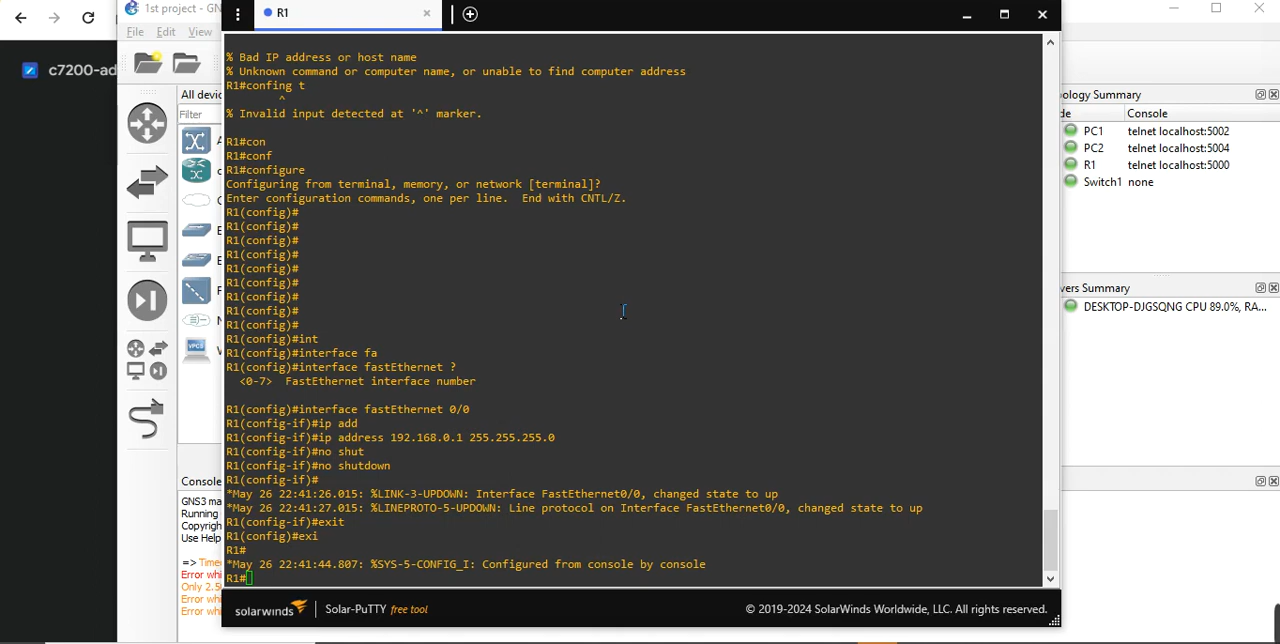 1st project - GNS3
File Edit View
c7200-ad
All devic
Filter
R1
% Bad IP address or host name
% Unknown command or computer name, or unable to find computer address
R1#confing t
^
% Invalid input detected at '^' marker.
R1#con
R1#conf
R1#configure
Configuring from terminal, memory, or network [terminal]?
Enter configuration commands, one per line.  End with CNTL/Z.
R1(config)#
R1(config)#
R1(config)#
R1(config)#
R1(config)#
R1(config)#
R1(config)#
R1(config)#
R1(config)#
R1(config)#int
R1(config)#interface fa
R1(config)#interface fastEthernet ?
<0-7>  FastEthernet interface number
R1(config)#interface fastEthernet 0/0
R1(config-if)#ip add
R1(config-if)#ip address 192.168.0.1 255.255.255.0
R1(config-if)#no shut
R1(config-if)#no shutdown
R1(config-if)#
*May 26 22:41:26.015: %LINK-3-UPDOWN: Interface FastEthernet0/0, changed state to up
*May 26 22:41:27.015: %LINEPROTO-5-UPDOWN: Line protocol on Interface FastEthernet0/0, changed state to up
R1(config-if)#exit
R1(config)#exi
R1#
*May 26 22:41:44.807: %SYS-5-CONFIG_I: Configured from console by console
R1#
solarwinds Solar-PuTTY free tool
© 2019-2024 SolarWinds Worldwide, LLC. All rights reserved.
ology Summary
de Console
PC1 telnet localhost:5002
PC2 telnet localhost:5004
R1 telnet localhost:5000
Switch1 none
vers Summary
DESKTOP-DJGSQNG CPU 89.0%, RA...
Console
GNS3 ma
Running
Copyrigh
Use Help
=> Time
Error whi
Only 2.5
Error whi
Error whi